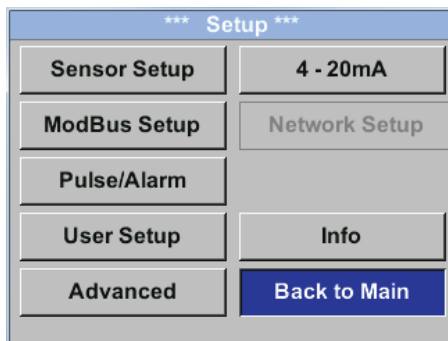 *** Setup ***
Sensor Setup
4 - 20mA
ModBus Setup
Network Setup
Pulse/Alarm
User Setup
Info
Advanced
Back to Main